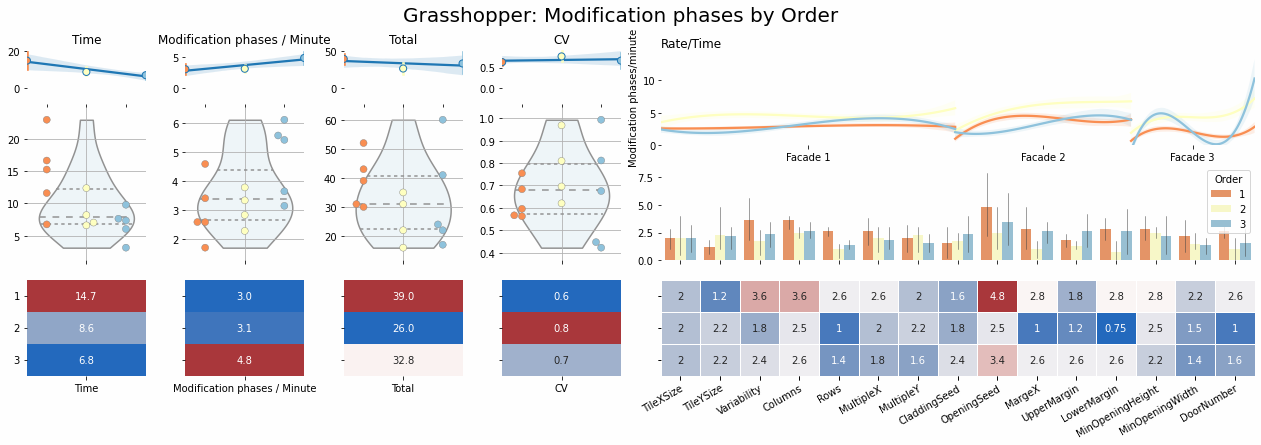 Grasshopper: Modification phases by Order
Time
Modification phases / Minute
Total
CV
Rate/Time
20
0
5
0
50
0
0.5
0.0
Modification phases/minute
10
5
0
Facade 1
Facade 2
Facade 3
20
10
5
6
5
4
3
2
60
50
40
30
20
1.0
0.9
0.8
0.7
0.6
0.5
0.4
7.5
5.0
2.5
0.0
Order
1
2
3
1
2
3
14.7
8.6
6.8
3.0
3.1
4.8
39.0
26.0
32.8
0.6
0.8
0.7
2 1.2 3.6 3.6 2.6 2.6 2 1.6 4.8 2.8 1.8 2.8 2.8 2.2 2.6
2 2.2 1.8 2.5 1 2 2.2 1.8 2.5 1 1.2 0.75 2.5 1.5 1
2 2.2 2.4 2.6 1.4 1.8 1.6 2.4 3.4 2.6 2.6 2.6 2.2 1.4 1.6
Time
Modification phases / Minute
Total
CV
TileXSize
TileYSize
Variability
Columns
Rows
MultipleX
MultipleY
CladdingSeed
OpeningSeed
MargeX
UpperMargin
LowerMargin
MinOpeningHeight
MinOpeningWidth
DoorNumber